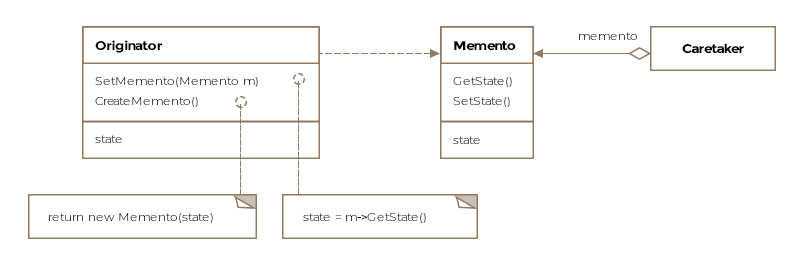 Originator
SetMemento(Memento m)
CreateMemento()
state
Memento
GetState()
SetState()
state
memento
Caretaker
return new Memento(state)
state = m->GetState()